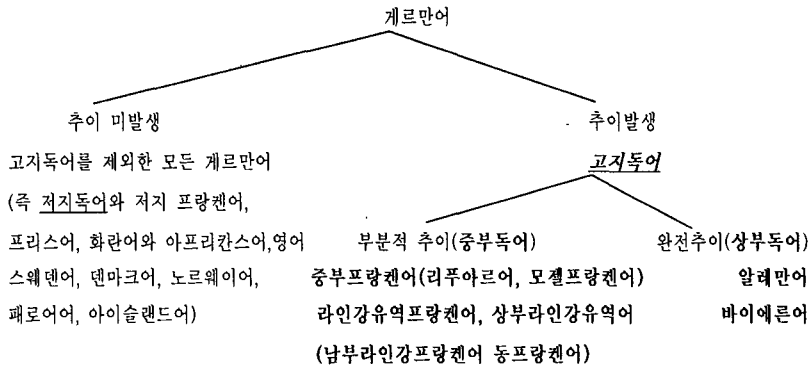 게르만어
추이 미발생
추이발생
고지독어를 제외한 모든 게르만어
고지독어
(즉 저지독어와 저지 프랑켄어,
프리스어, 화란어와 아프리칸스어,영어
부분적 추이(중부독어)
완전추이(상부독어)
스웨덴어, 덴마크어, 노르웨이어,
중부프랑켄어(리푸아르어, 모젤프랑켄어)
알레만어
패로어어, 아이슬랜드어)
라인강유역프랑켄어, 상부라인강유역어
바이에른어
(남부라인강프랑켄어 동프랑켄어)